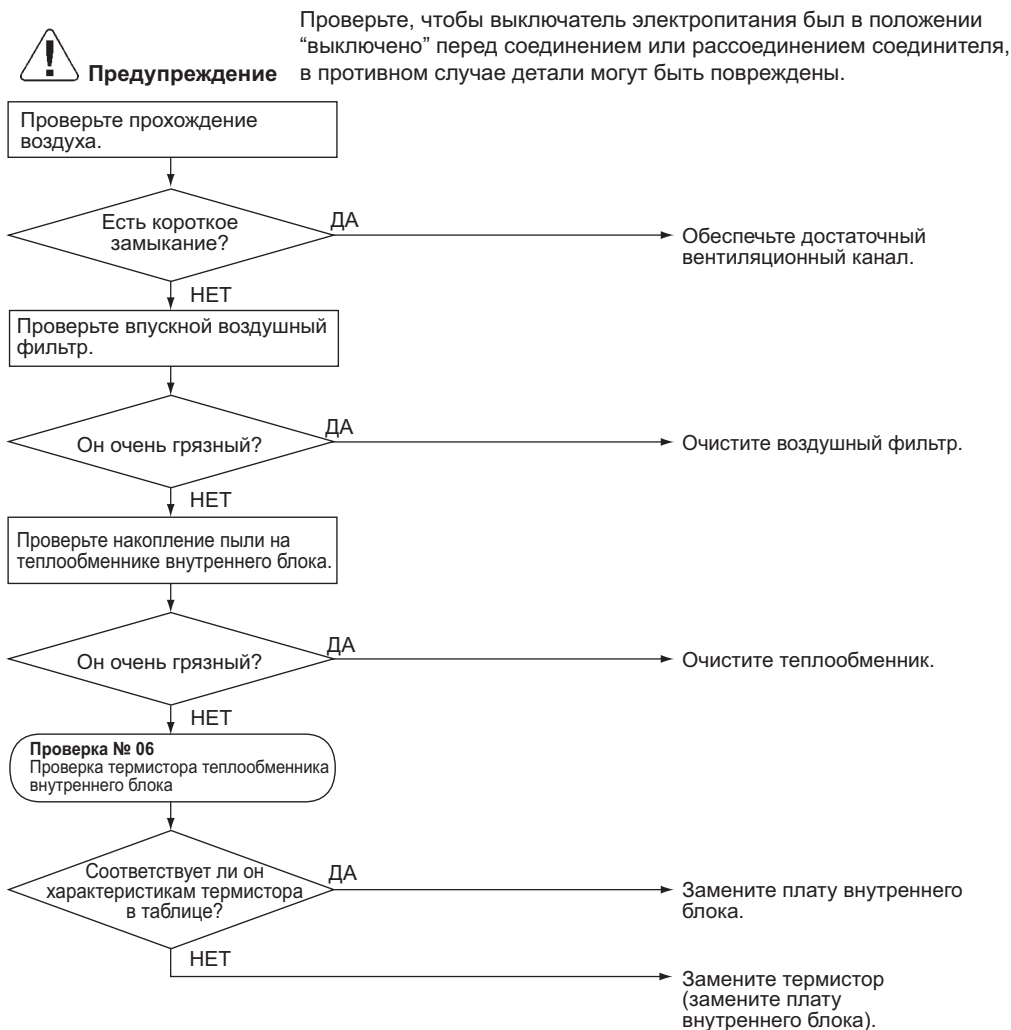 Проверьте, чтобы выключатель электропитания был в положении
“выключено” перед соединением или рассоединением соединителя,
в противном случае детали могут быть повреждены.
Предупреждение
Проверьте прохождение
воздуха.
Есть короткое
замыкание?
ДА
Обеспечьте достаточный
вентиляционный канал.
НЕТ
Проверьте впускной воздушный
фильтр.
Он очень грязный?
ДА
Очистите воздушный фильтр.
НЕТ
Проверьте накопление пыли на
теплообменнике внутреннего блока.
Он очень грязный?
ДА
Очистите теплообменник.
НЕТ
Проверка № 06
Проверка термистора теплообменника
внутреннего блока
Соответствует ли он
характеристикам термистора
в таблице?
ДА
Замените плату внутреннего
блока.
НЕТ
Замените термистор
(замените плату
внутреннего блока).